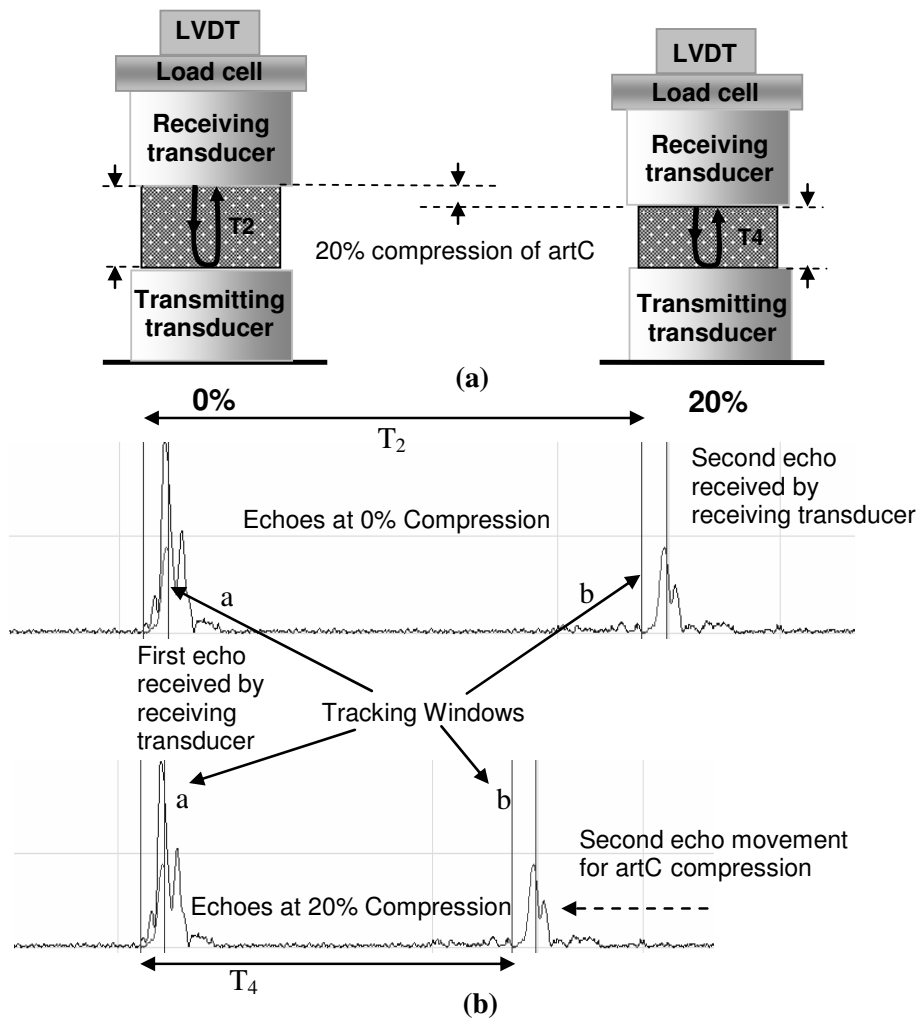 LVDT
Load cell
Receiving
transducer
T2
Transmitting
transducer
20% compression of artC
LVDT
Load cell
Receiving
transducer
T4
Transmitting
transducer
(a)
0%
20%
T2
Echoes at 0% Compression
Second echo
received by
receiving transducer
a
b
First echo
received by
receiving
transducer
Tracking Windows
a
b
Second echo movement
for artC compression
Echoes at 20% Compression
T4
(b)